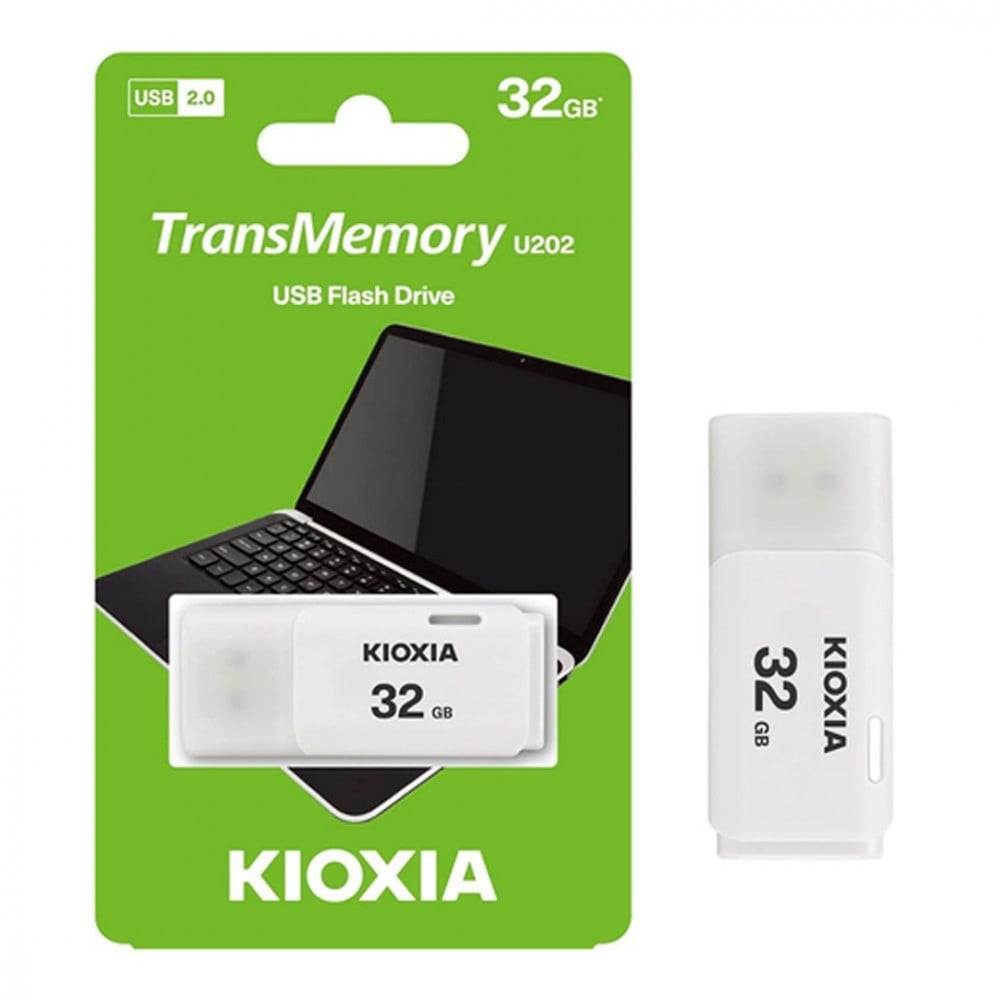 USB 2.0
32GB*
TransMemory U202
USB Flash Drive
KIOXIA
32 GB
KIOXIA
KIOXIA
32 GB